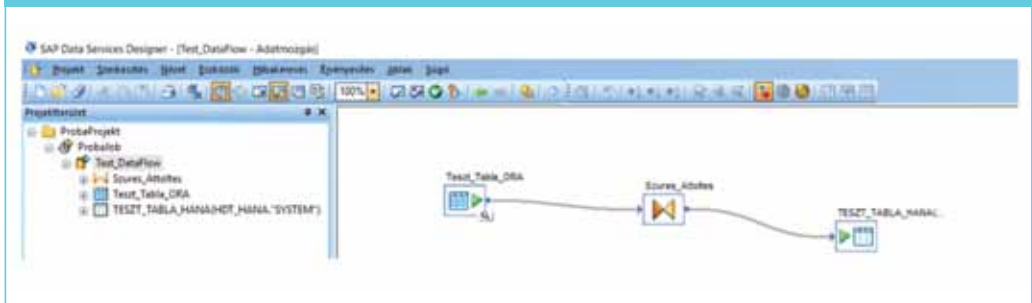 SAP Data Services Designer - [Test_DataFlow - Adatmozgás]
Projekt Szerkesztés Nézet Eszközök Hibakeresés Érvényesítés Ablak Súgó
100%
Projektterület
ProbaProjekt
ProbaJob
Test_DataFlow
Szures_Attoltes
Teszt_Tabla_ORA
TESZT_TABLA_HANA(HDT_HANA."SYSTEM")
Teszt_Tabla_ORA
Szures_Attoltes
TESZT_TABLA_HANA(...